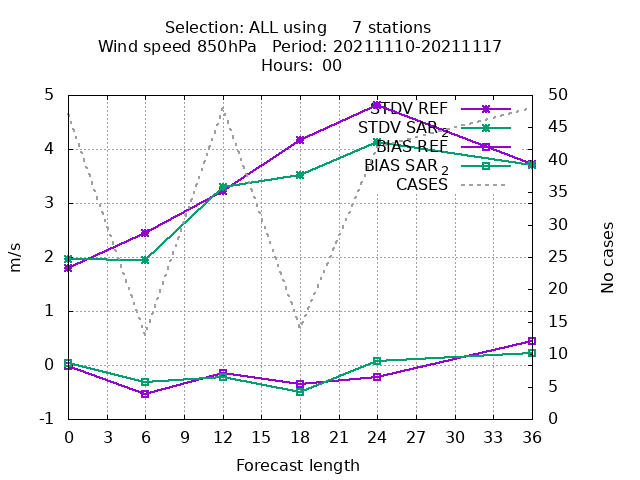 Selection: ALL using 7 stations
Wind speed 850hPa Period: 20211110-20211117
Hours: 00
STDV REF
STDV SAR2
BIAS REF
BIAS SAR2
CASES
5
4
3
2
1
0
-1
m/s
50
45
40
35
30
25
20
15
10
5
0
No cases
0 3 6 9 12 15 18 21 24 27 30 33 36
Forecast length